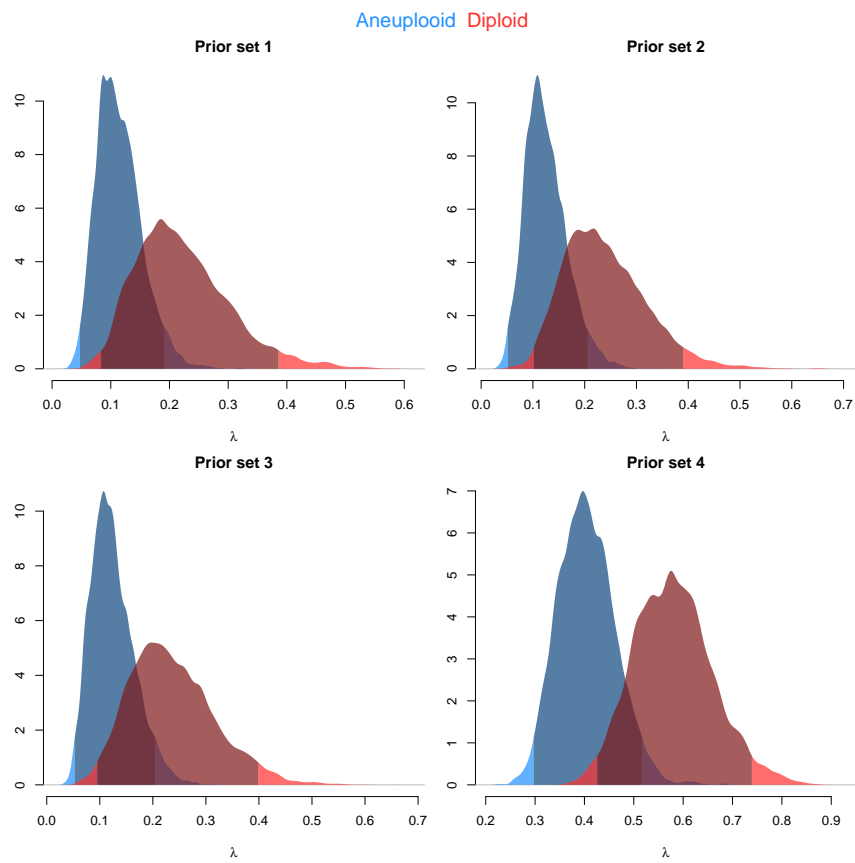 Aneuplooid Diploid
Prior set 1
0 2 4 6 8 10
0.0 0.1 0.2 0.3 0.4 0.5 0.6
λ
Prior set 2
0 2 4 6 8 10
0.0 0.1 0.2 0.3 0.4 0.5 0.6 0.7
λ
Prior set 3
0 2 4 6 8 10
0.0 0.1 0.2 0.3 0.4 0.5 0.6 0.7
λ
Prior set 4
0 1 2 3 4 5 6 7
0.2 0.3 0.4 0.5 0.6 0.7 0.8 0.9
λ